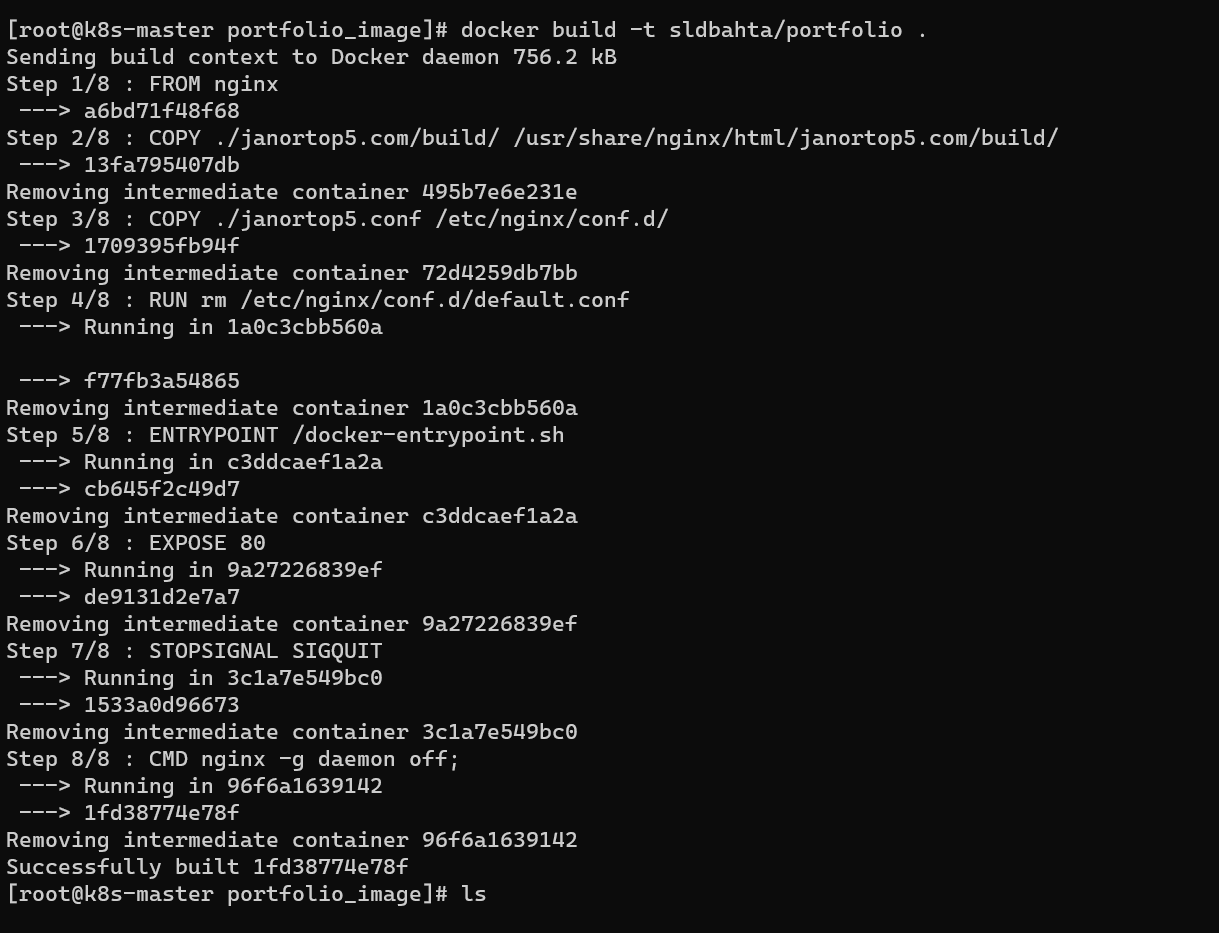 [root@k8s-master portfolio_image]# docker build -t sldbahta/portfolio .
Sending build context to Docker daemon 756.2 kB
Step 1/8 : FROM nginx
 ---> a6bd71f48f68
Step 2/8 : COPY ./janortop5.com/build/ /usr/share/nginx/html/janortop5.com/build/
 ---> 13fa795407db
Removing intermediate container 495b7e6e231e
Step 3/8 : COPY ./janortop5.conf /etc/nginx/conf.d/
 ---> 1709395fb94f
Removing intermediate container 72d4259db7bb
Step 4/8 : RUN rm /etc/nginx/conf.d/default.conf
 ---> Running in 1a0c3cbb560a
 ---> f77fb3a54865
Removing intermediate container 1a0c3cbb560a
Step 5/8 : ENTRYPOINT /docker-entrypoint.sh
 ---> Running in c3ddcaef1a2a
 ---> cb645f2c49d7
Removing intermediate container c3ddcaef1a2a
Step 6/8 : EXPOSE 80
 ---> Running in 9a27226839ef
 ---> de9131d2e7a7
Removing intermediate container 9a27226839ef
Step 7/8 : STOPSIGNAL SIGQUIT
 ---> Running in 3c1a7e549bc0
 ---> 1533a0d96673
Removing intermediate container 3c1a7e549bc0
Step 8/8 : CMD nginx -g daemon off;
 ---> Running in 96f6a1639142
 ---> 1fd38774e78f
Removing intermediate container 96f6a1639142
Successfully built 1fd38774e78f
[root@k8s-master portfolio_image]# ls